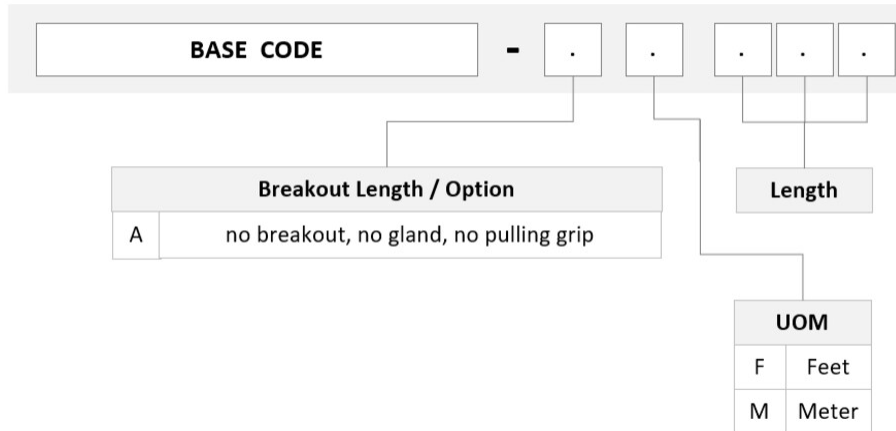 BASE CODE - . . . . .
Breakout Length / Option
A no breakout, no gland, no pulling grip
Length
UOM
F Feet
M Meter